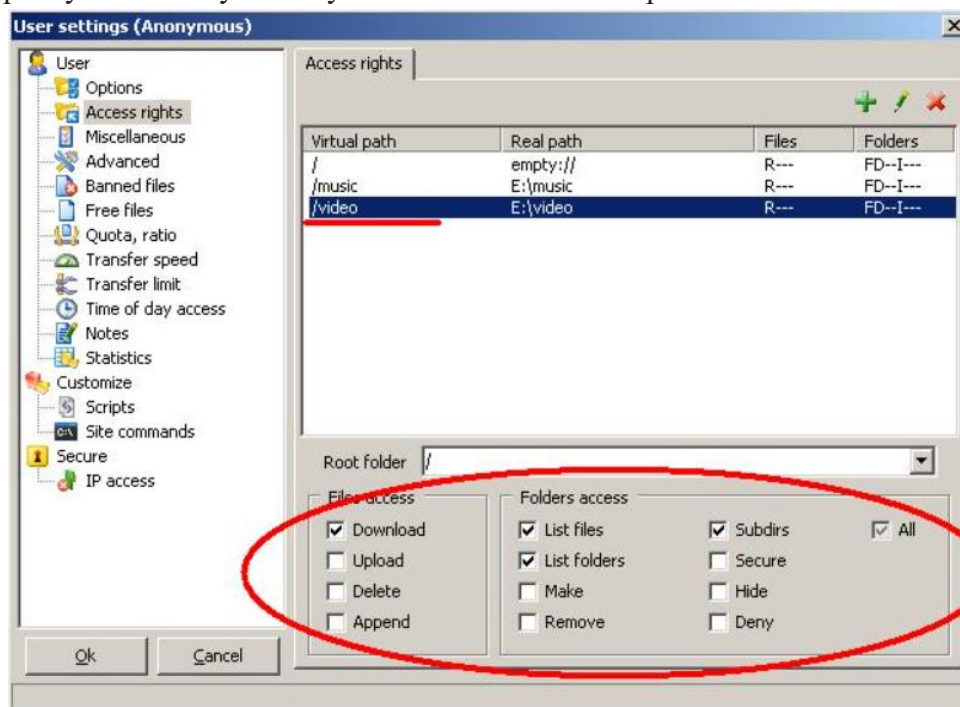 User settings (Anonymous)
User
Options
Access rights
Miscellaneous
Advanced
Banned files
Free files
Quota, ratio
Transfer speed
Transfer limit
Time of day access
Notes
Statistics
Customize
Scripts
Site commands
Secure
IP access
Ok Cancel
Access rights
Virtual path Real path Files Folders
/ empty:// R--- FD--I---
/music E:\music R--- FD--I---
/video E:\video R--- FD--I---
Root folder /
Files access Folders access
Download List files Subdirs All
Upload List folders Secure
Delete Make Hide
Append Remove Deny